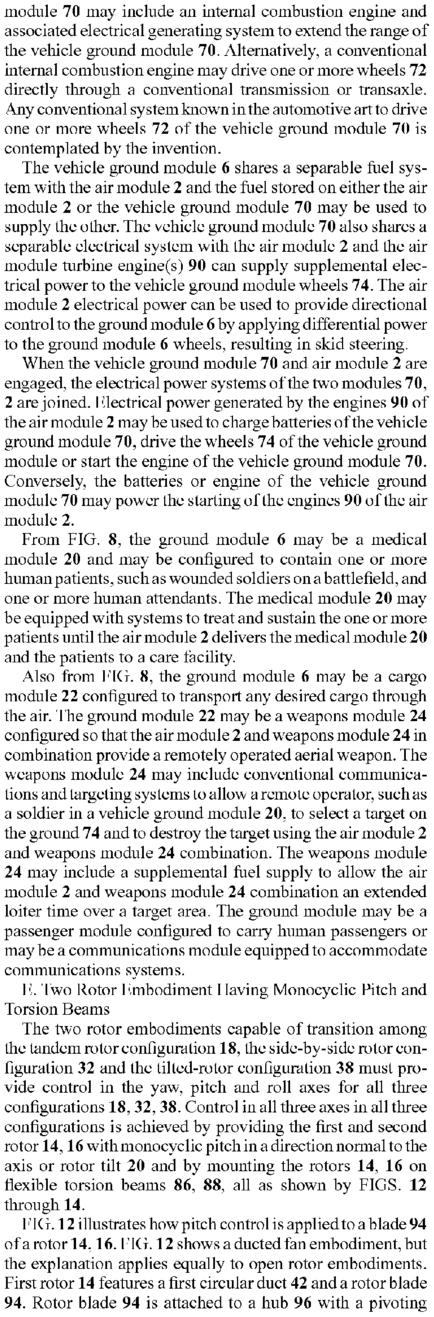 module 70 may include an internal combustion engine and
associated electrical generating system to extend the range of
the vehicle ground module 70. Alternatively, a conventional
internal combustion engine may drive one or more wheels 72
directly through a conventional transmission or transaxle.
Any conventional system known in the automotive art to drive
one or more wheels 72 of the vehicle ground module 70 is
contemplated by the invention.
The vehicle ground module 6 shares a separable fuel sys-
tem with the air module 2 and the fuel stored on either the air
module 2 or the vehicle ground module 70 may be used to
supply the other. The vehicle ground module 70 also shares a
separable electrical system with the air module 2 and the air
module turbine engine(s) 90 can supply supplemental elec-
trical power to the vehicle ground module wheels 74. The air
module 2 electrical power can be used to provide directional
control to the ground module 6 by applying differential power
to the ground module 6 wheels, resulting in skid steering.
When the vehicle ground module 70 and air module 2 are
engaged, the electrical power systems of the two modules 70,
2 are joined. Electrical power generated by the engines 90 of
the air module 2 may be used to charge batteries of the vehicle
ground module 70, drive the wheels 74 of the vehicle ground
module or start the engine of the vehicle ground module 70.
Conversely, the batteries or engine of the vehicle ground
module 70 may power the starting of the engines 90 of the air
module 2.
From FIG. 8, the ground module 6 may be a medical
module 20 and may be configured to contain one or more
human patients, such as wounded soldiers on a battlefield, and
one or more human attendants. The medical module 20 may
be equipped with systems to treat and sustain the one or more
patients until the air module 2 delivers the medical module 20
and the patients to a care facility.
Also from FIG. 8, the ground module 6 may be a cargo
module 22 configured to transport any desired cargo through
the air. The ground module 22 may be a weapons module 24
configured so that the air module 2 and weapons module 24 in
combination provide a remotely operated aerial weapon. The
weapons module 24 may include conventional communica-
tions and targeting systems to allow a remote operator, such as
a soldier in a vehicle ground module 20, to select a target on
the ground 74 and to destroy the target using the air module 2
and weapons module 24 combination. The weapons module
24 may include a supplemental fuel supply to allow the air
module 2 and weapons module 24 combination an extended
loiter time over a target area. The ground module may be a
passenger module configured to carry human passengers or
may be a communications module equipped to accommodate
communications systems.
E. Two Rotor Embodiment Having Monocyclic Pitch and
Torsion Beams
The two rotor embodiments capable of transition among
the tandem rotor configuration 18, the side-by-side rotor con-
figuration 32 and the tilted-rotor configuration 38 must pro-
vide control in the yaw, pitch and roll axes for all three
configurations 18, 32, 38. Control in all three axes in all three
configurations is achieved by providing the first and second
rotor 14, 16 with monocyclic pitch in a direction normal to the
axis or rotor tilt 20 and by mounting the rotors 14, 16 on
flexible torsion beams 86, 88, all as shown by FIGS. 12
through 14.
FIG. 12 illustrates how pitch control is applied to a blade 94
of a rotor 14, 16. FIG. 12 shows a ducted fan embodiment, but
the explanation applies equally to open rotor embodiments.
First rotor 14 features a first circular duct 42 and a rotor blade
94. Rotor blade 94 is attached to a hub 96 with a pivoting